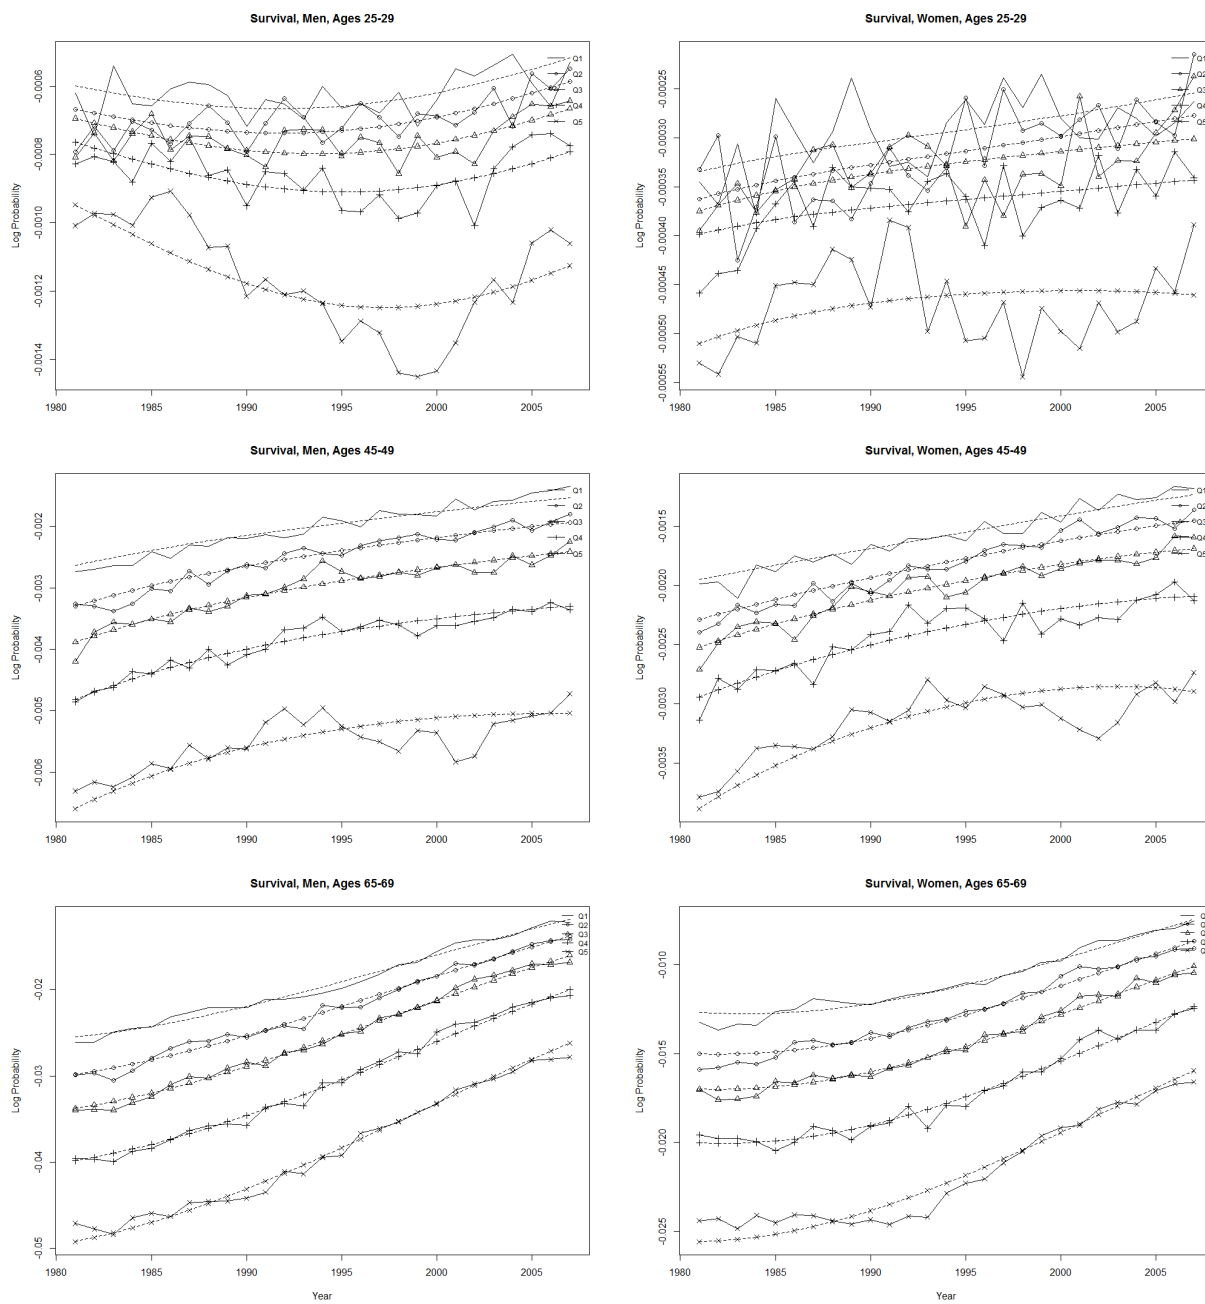 Survival, Men, Ages 25-29
Log Probability
-0.0006
-0.0008
-0.0010
-0.0012
-0.0014
Q1
Q2
Q3
Q4
Q5
1980 1985 1990 1995 2000 2005
Survival, Women, Ages 25-29
Log Probability
-0.00025
-0.00030
-0.00035
-0.00040
-0.00045
-0.00050
-0.00055
Q1
Q2
Q3
Q4
Q5
1980 1985 1990 1995 2000 2005
Survival, Men, Ages 45-49
Log Probability
-0.002
-0.003
-0.004
-0.005
-0.006
Q1
Q2
Q3
Q4
Q5
1980 1985 1990 1995 2000 2005
Survival, Women, Ages 45-49
Log Probability
-0.0015
-0.0020
-0.0025
-0.0030
-0.0035
Q1
Q2
Q3
Q4
Q5
1980 1985 1990 1995 2000 2005
Survival, Men, Ages 65-69
Log Probability
-0.02
-0.03
-0.04
-0.05
Q1
Q2
Q3
Q4
Q5
1980 1985 1990 1995 2000 2005
Year
Survival, Women, Ages 65-69
Log Probability
-0.010
-0.015
-0.020
-0.025
1980 1985 1990 1995 2000 2005
Year